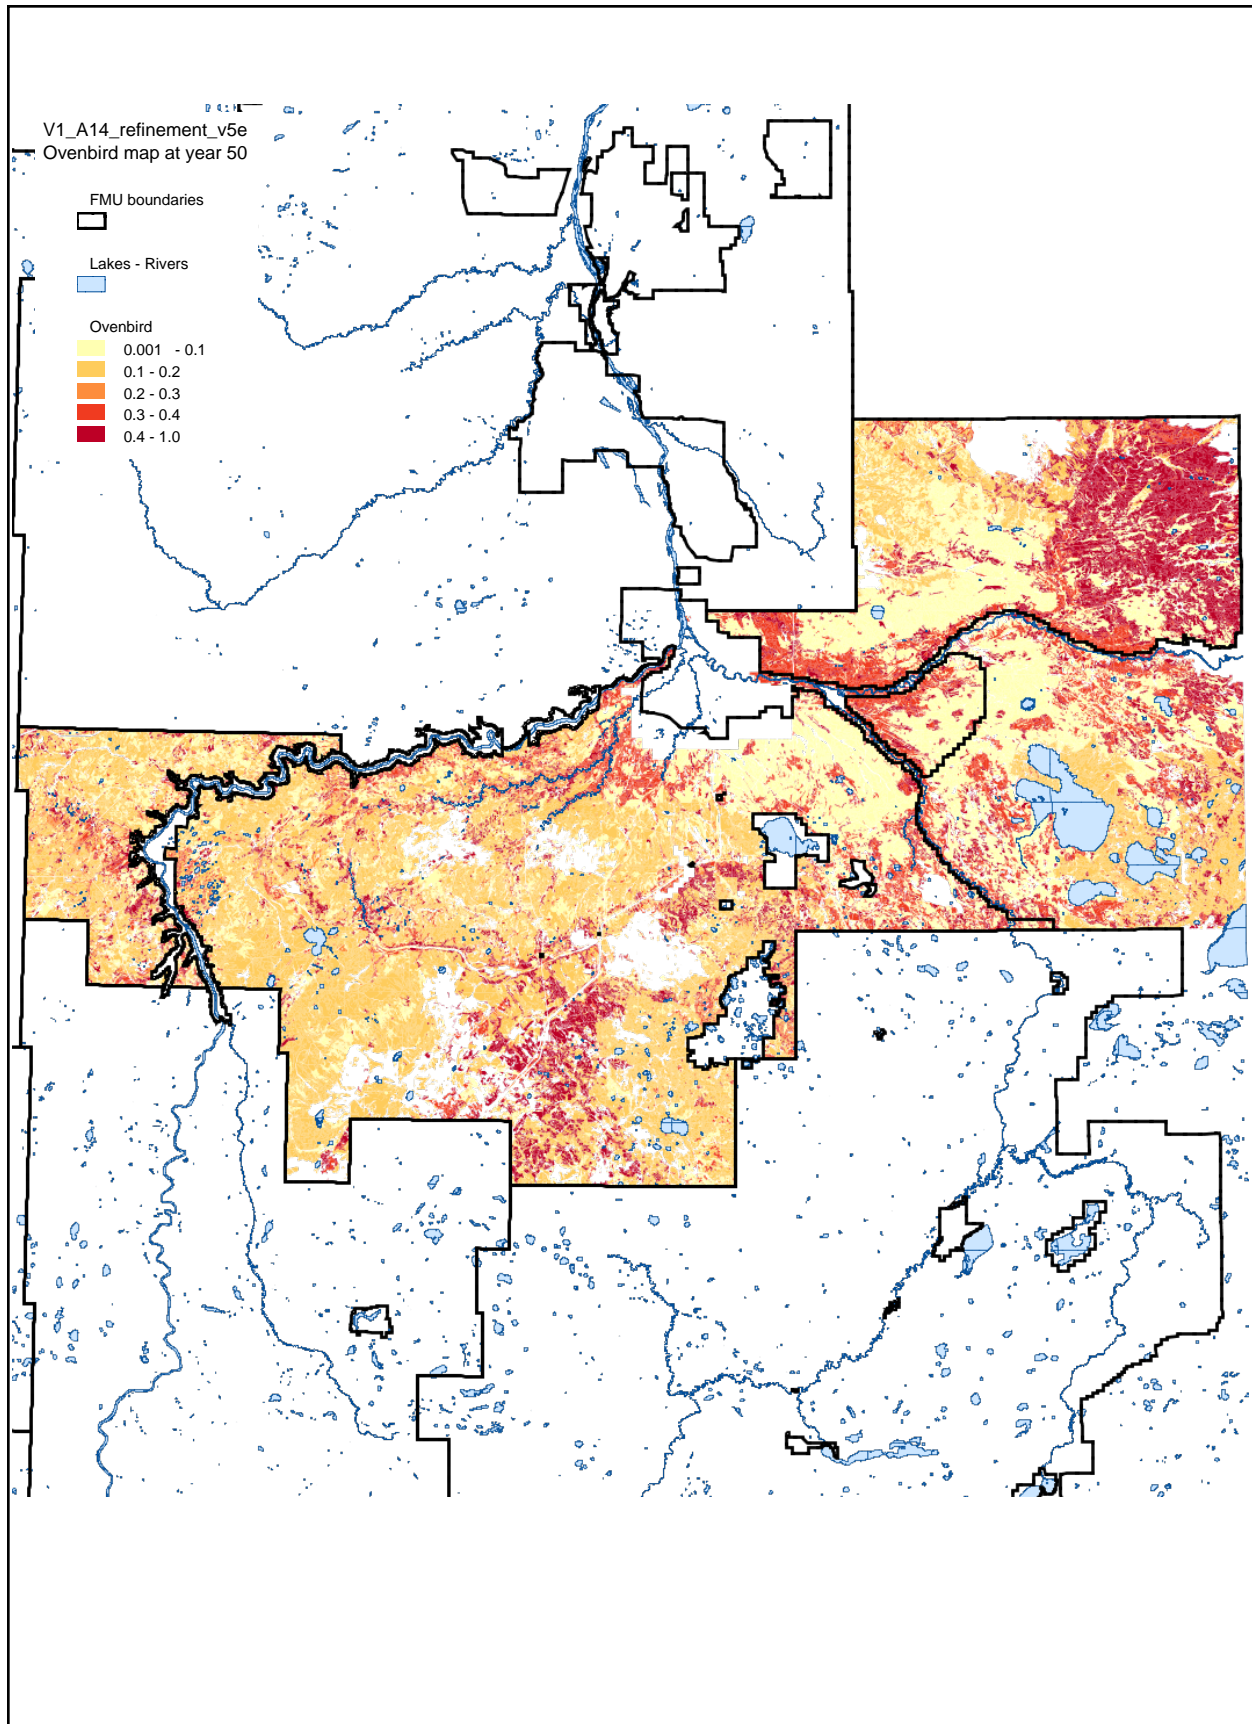 V1_A14_refinement_v5e
Ovenbird map at year 50
FMU boundaries
Lakes - Rivers
Ovenbird
0.001 - 0.1
0.1 - 0.2
0.2 - 0.3
0.3 - 0.4
0.4 - 1.0